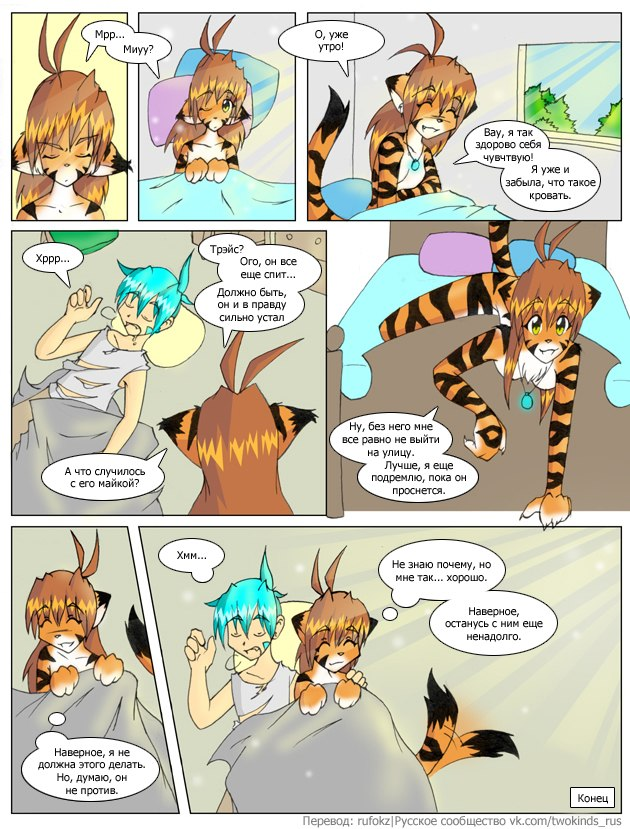 Мрр...
Миуу?
О, уже
утро!
Вау, я так
здорово себя
чувчтвую!
Я уже и
забыла, что такое
кровать.
Хррр...
Трэйс?
Ого, он все
еще спит...
Должно быть,
он и в правду
сильно устал
А что случилось
с его майкой?
Ну, без него мне
все равно не выйти
на улицу.
Лучше, я еще
подремлю, пока он
проснется.
Наверное, я не
должна этого делать.
Но, думаю, он
не против.
Хмм...
Не знаю почему, но
мне так... хорошо.
Наверное,
останусь с ним еще
ненадолго.
Конец
Перевод: rufokz|Русское сообщество vk.com/twokinds_rus